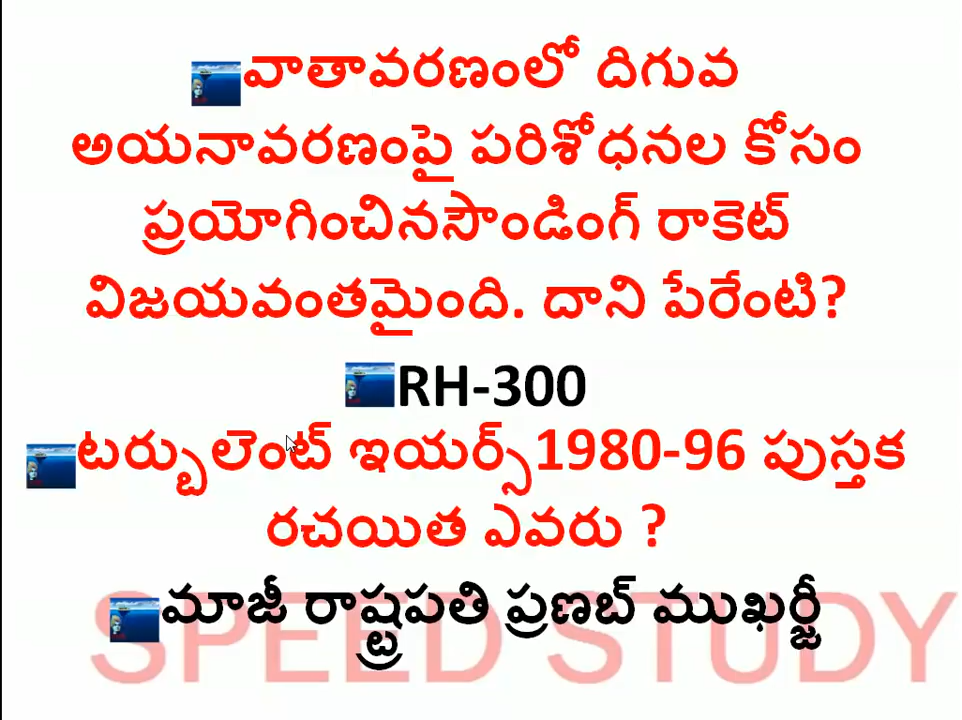 వాతావరణంలో దిగువ
అయనావరణంపై పరిశోధనల కోసం
ప్రయోగించినసౌండింగ్ రాకెట్
విజయవంతమైంది. దాని పేరేంటి?
RH-300
టర్బులెంట్ ఇయర్స్1980-96 పుస్తక
రచయిత ఎవరు ?
మాజీ రాష్ట్రపతి ప్రణబ్ ముఖర్జీ
SPEED STUDY